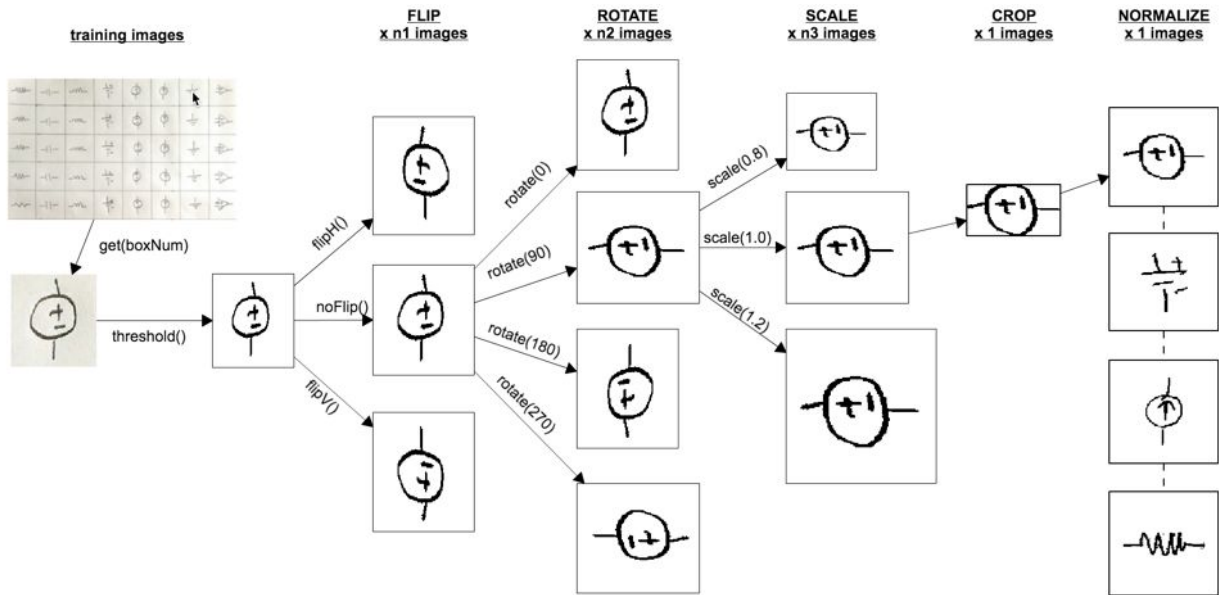 training images
FLIP
x n1 images
ROTATE
x n2 images
SCALE
x n3 images
CROP
x 1 images
NORMALIZE
x 1 images
get(boxNum)
threshold()
flipH()
noFlip()
flipV()
rotate(0)
rotate(90)
rotate(180)
rotate(270)
scale(0.8)
scale(1.0)
scale(1.2)